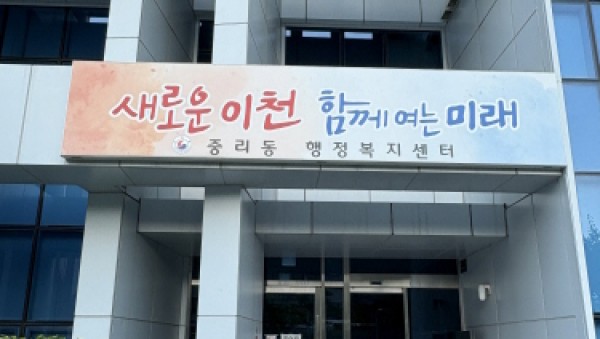 새로운 이천 함께 여는 미래
중리동 행정복지센터